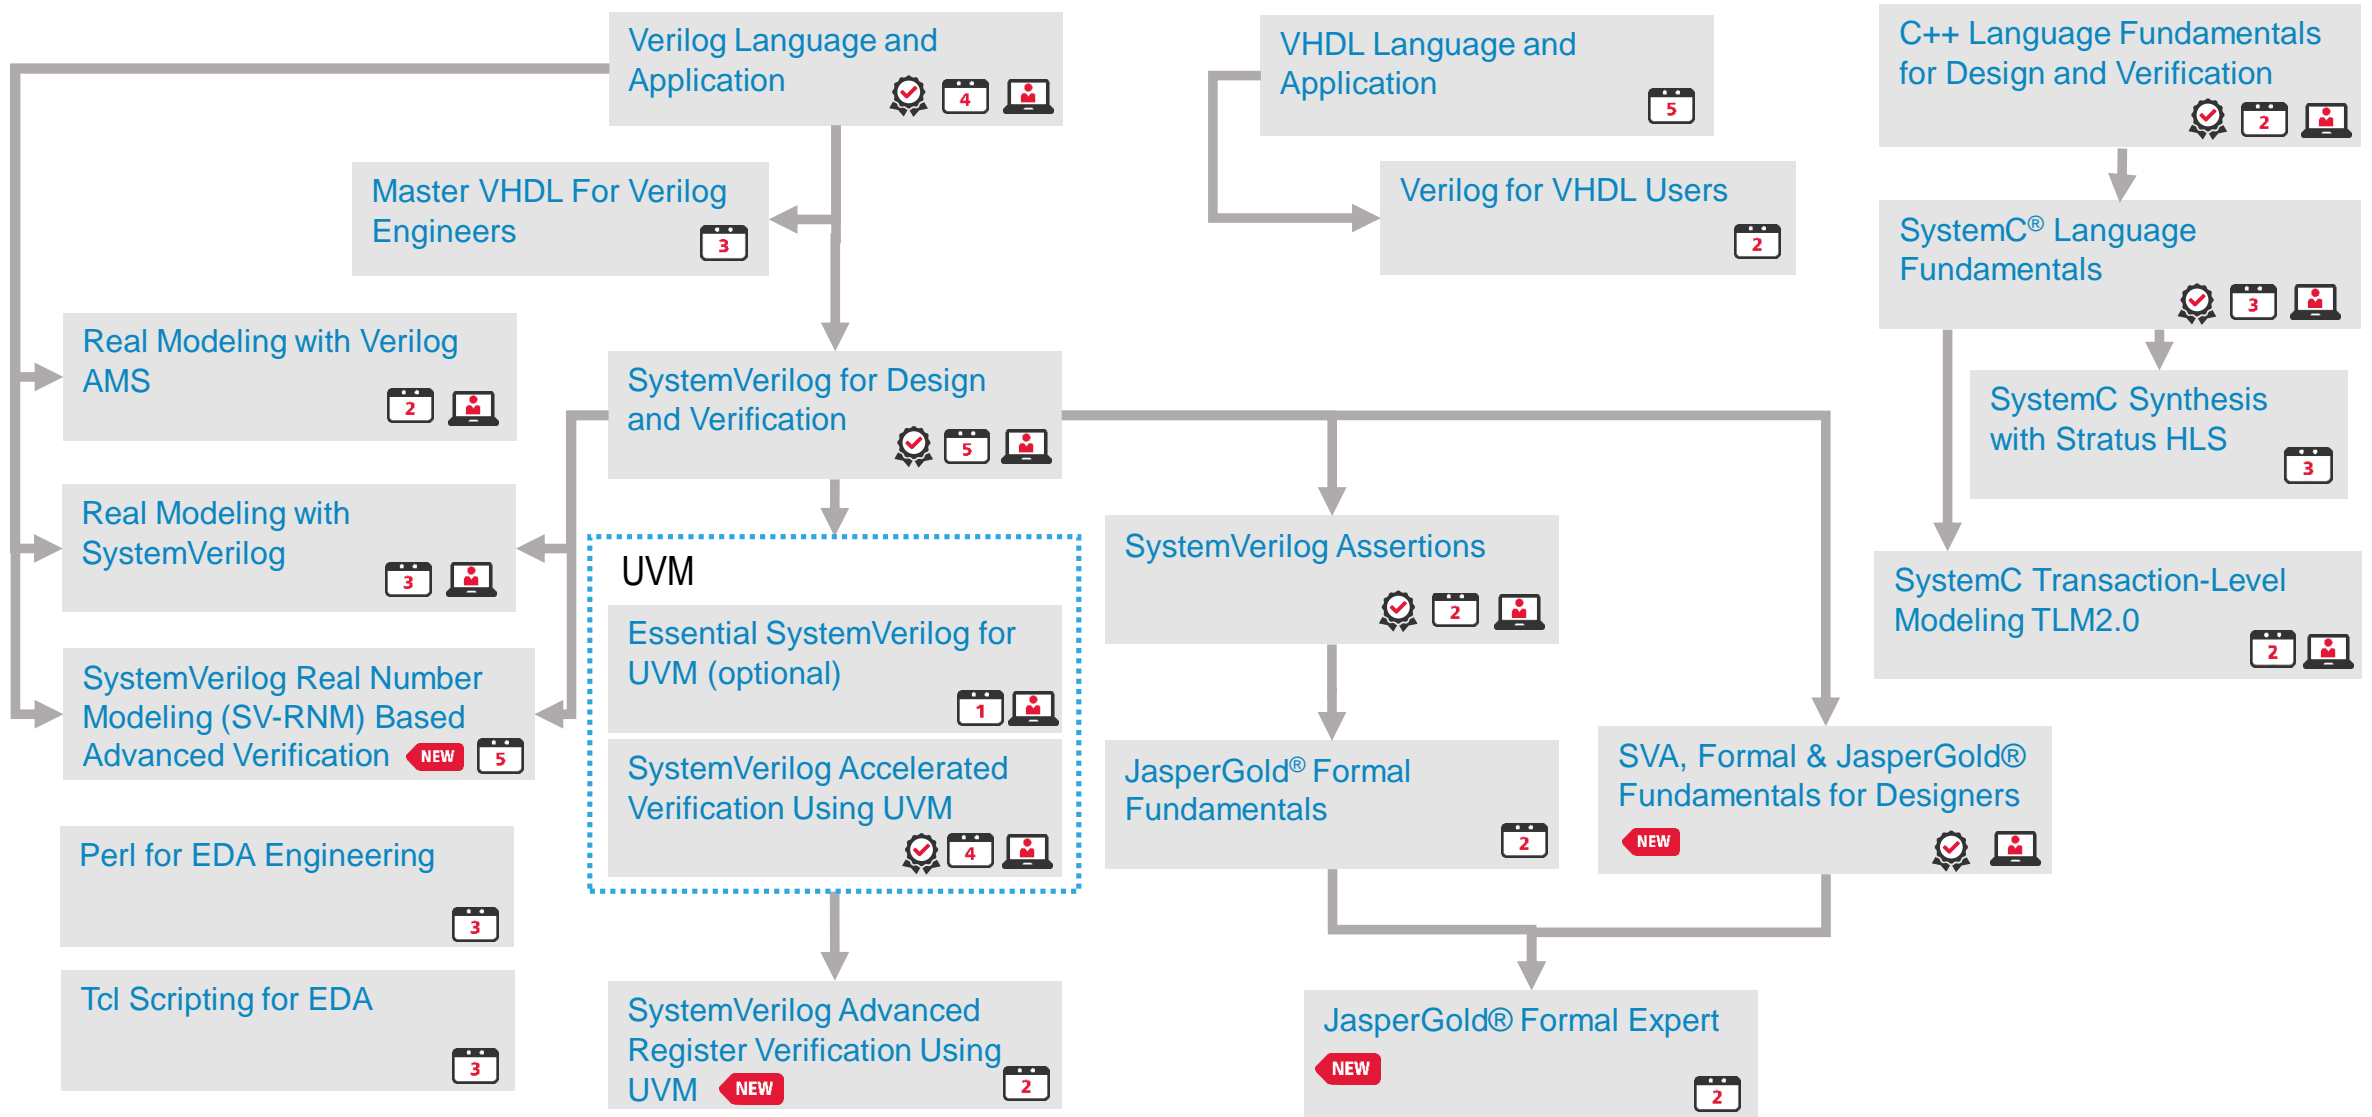 Verilog Language and
Application
4
VHDL Language and
Application
5
C++ Language Fundamentals
for Design and Verification
2
Master VHDL For Verilog
Engineers
3
Verilog for VHDL Users
2
SystemC® Language
Fundamentals
3
Real Modeling with Verilog
AMS
2
SystemVerilog for Design
and Verification
5
SystemC Synthesis
with Stratus HLS
3
Real Modeling with
SystemVerilog
3
UVM
Essential SystemVerilog for
UVM (optional)
1
SystemVerilog Accelerated
Verification Using UVM
4
SystemVerilog Assertions
2
SystemC Transaction-Level
Modeling TLM2.0
2
SystemVerilog Real Number
Modeling (SV-RNM) Based
Advanced Verification NEW 5
JasperGold® Formal
Fundamentals
2
SVA, Formal & JasperGold®
Fundamentals for Designers
NEW
Perl for EDA Engineering
3
Tcl Scripting for EDA
3
SystemVerilog Advanced
Register Verification Using
UVM NEW 2
JasperGold® Formal Expert
NEW
2